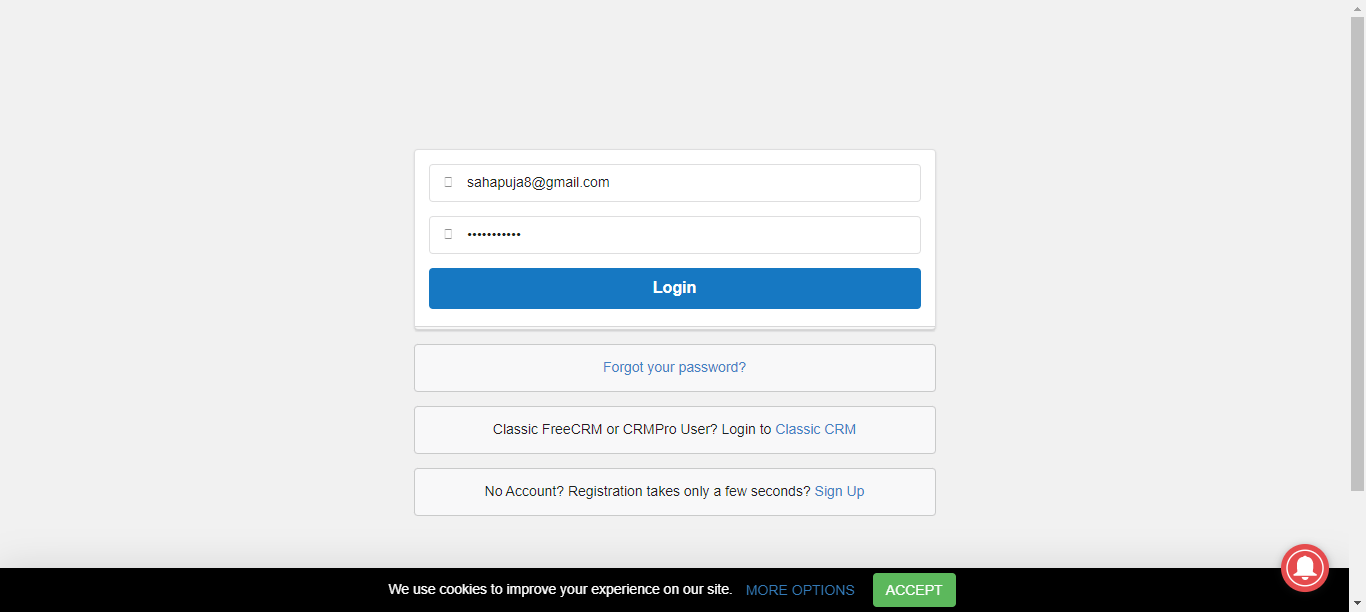 sahapuja8@gmail.com
•••••••••••
Login
Forgot your password?
Classic FreeCRM or CRMPro User? Login to Classic CRM
No Account? Registration takes only a few seconds? Sign Up
We use cookies to improve your experience on our site. MORE OPTIONS ACCEPT